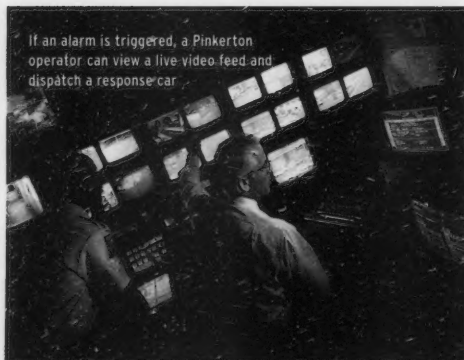 If an alarm is triggered, a Pinkerton
operator can view a live video feed and
dispatch a response car